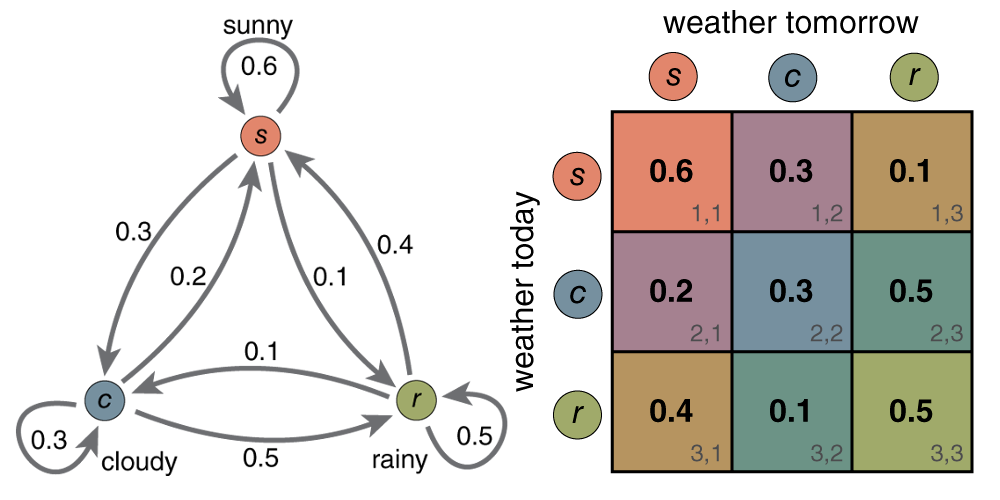 sunny
0.6
s
0.3
0.2
0.1
0.4
0.1
c
r
0.3
cloudy
0.5
rainy
0.5
weather tomorrow
s c r
weather today
s
0.6 0.3 0.1
1,1 1,2 1,3
c
0.2 0.3 0.5
2,1 2,2 2,3
r
0.4 0.1 0.5
3,1 3,2 3,3